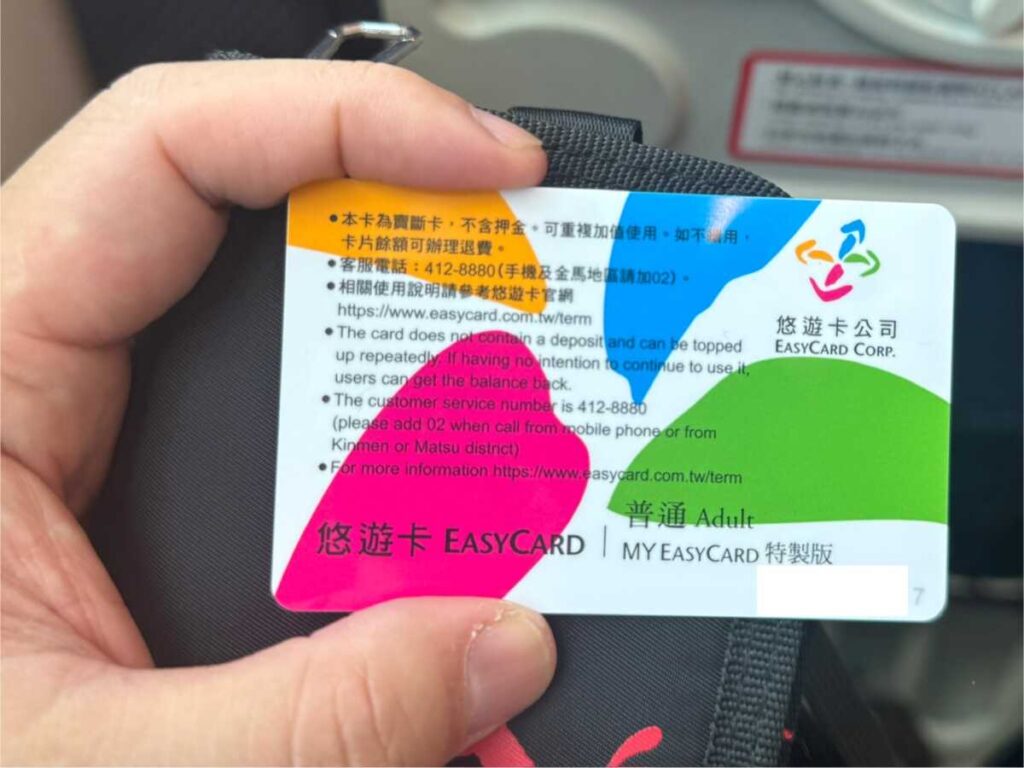 ●本卡為賣斷卡，不含押金。可重複加值使用。如不續用，
卡片餘額可辦理退費。
●客服電話：412-8880(手機及金馬地區請加02)。
●相關使用說明請參考悠遊卡官網
https://www.easycard.com.tw/term
●The card does not contain a deposit and can be topped
up repeatedly. If having no intention to continue to use it,
users can get the balance back.
●The customer service number is 412-8880
(please add 02 when call from mobile phone or from
Kinmen or Matsu district)
●For more information https://www.easycard.com.tw/term
悠遊卡公司
EASYCARD CORP.
悠遊卡 EASYCARD
普通 Adult
MY EASYCARD 特製版
7